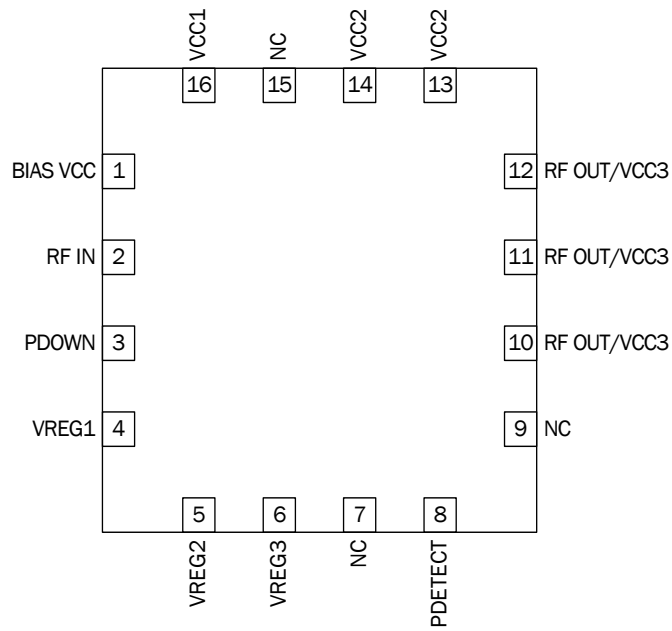 VCC1
NC
VCC2
VCC2
16
15
14
13
BIAS VCC 1
12 RF OUT/VCC3
RF IN 2
11 RF OUT/VCC3
PDOWN 3
10 RF OUT/VCC3
VREG1 4
9 NC
5
6
7
8
VREG2
VREG3
NC
PDETECT